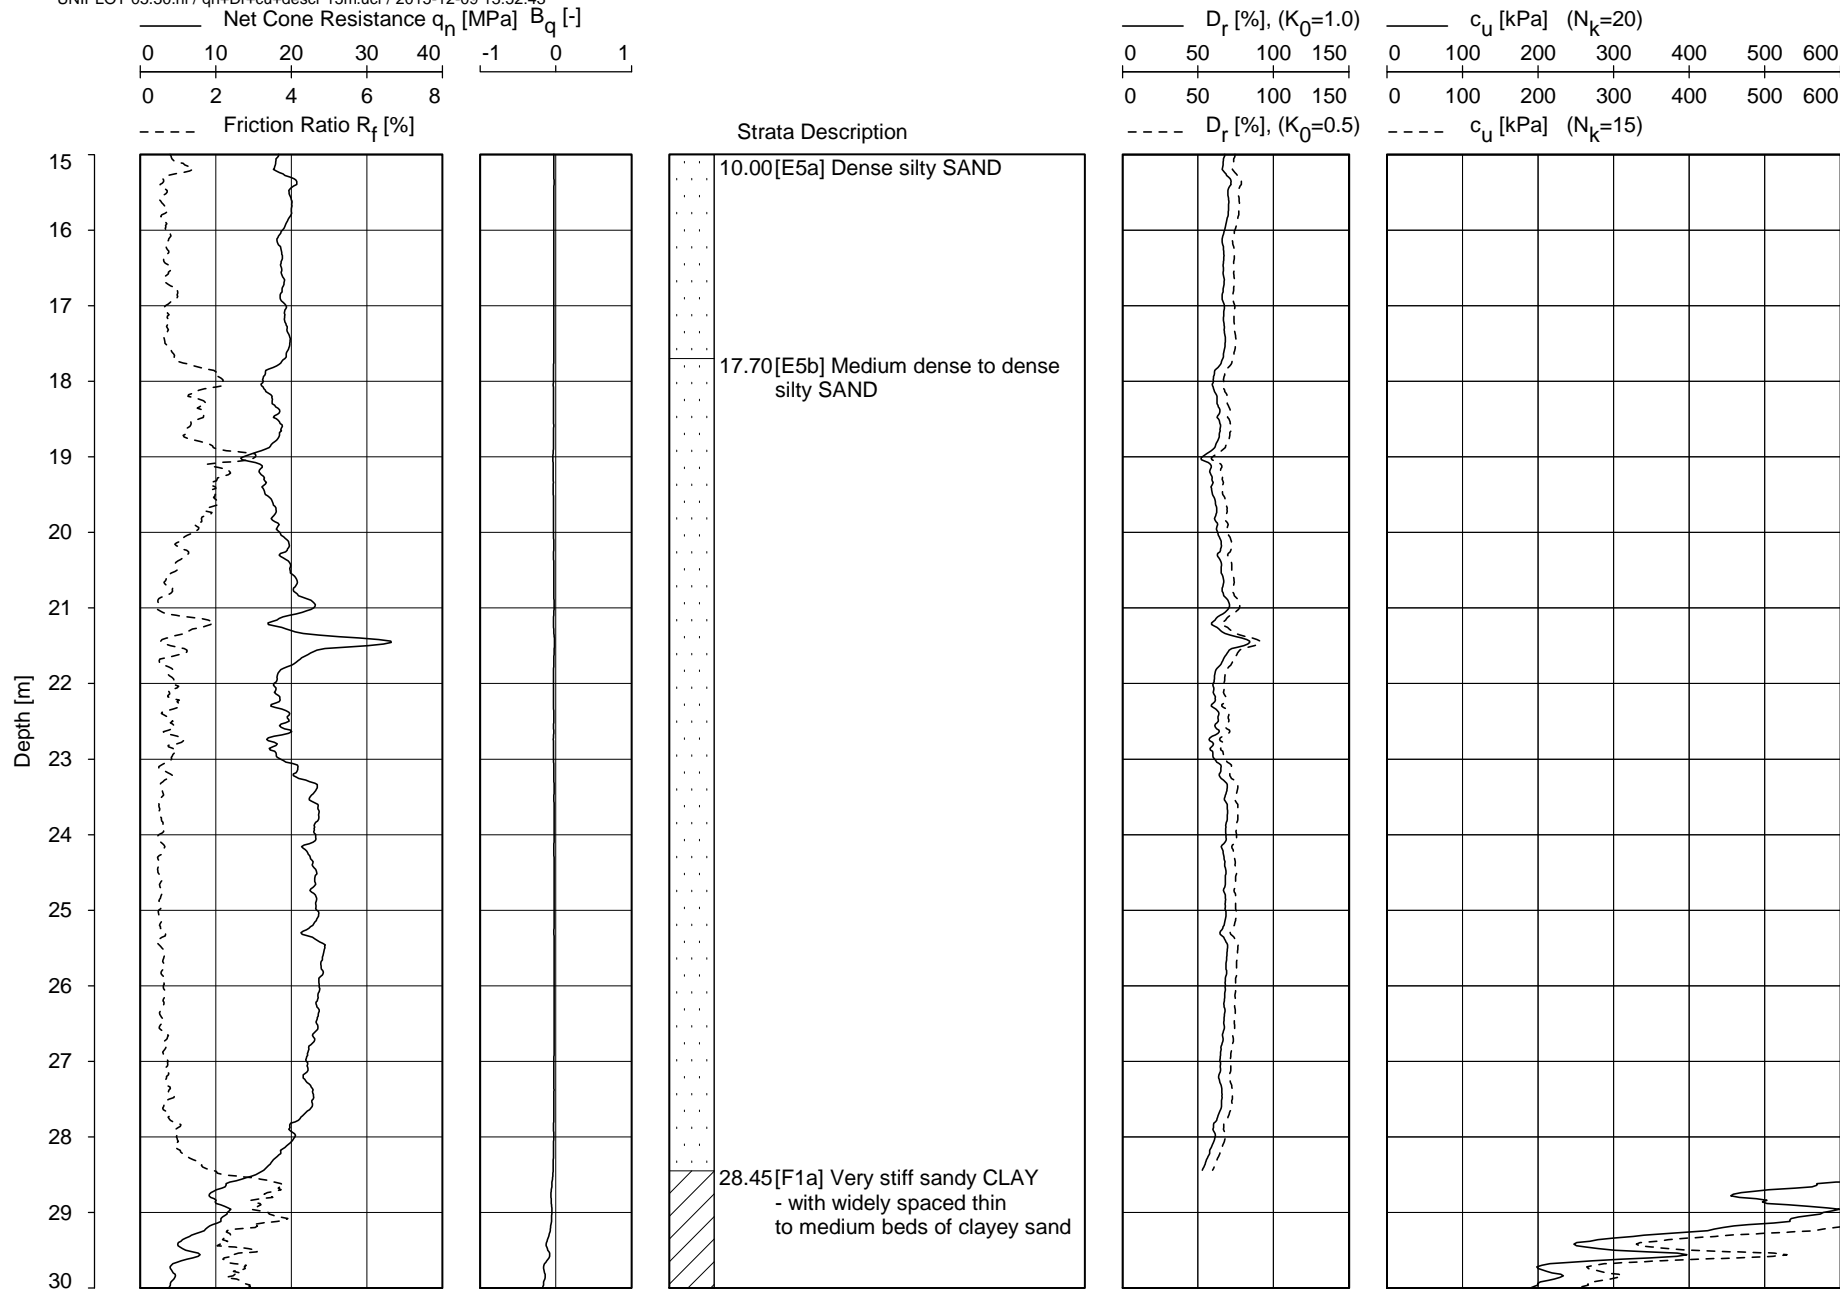 Net Cone Resistance qn [MPa] Bq [-]
Dr [%], (K0=1.0)
cu [kPa] (Nk=20)
0 10 20 30 40
-1 0 1
0 50 100 150
0 100 200 300 400 500 600
0 2 4 6 8
0 50 100 150
0 100 200 300 400 500 600
Friction Ratio Rf [%]
Strata Description
Dr [%], (K0=0.5)
cu [kPa] (Nk=15)
Depth [m]
15
16
17
18
19
20
21
22
23
24
25
26
27
28
29
30
10.00 [E5a] Dense silty SAND
17.70 [E5b] Medium dense to dense
silty SAND
28.45 [F1a] Very stiff sandy CLAY
- with widely spaced thin
to medium beds of clayey sand